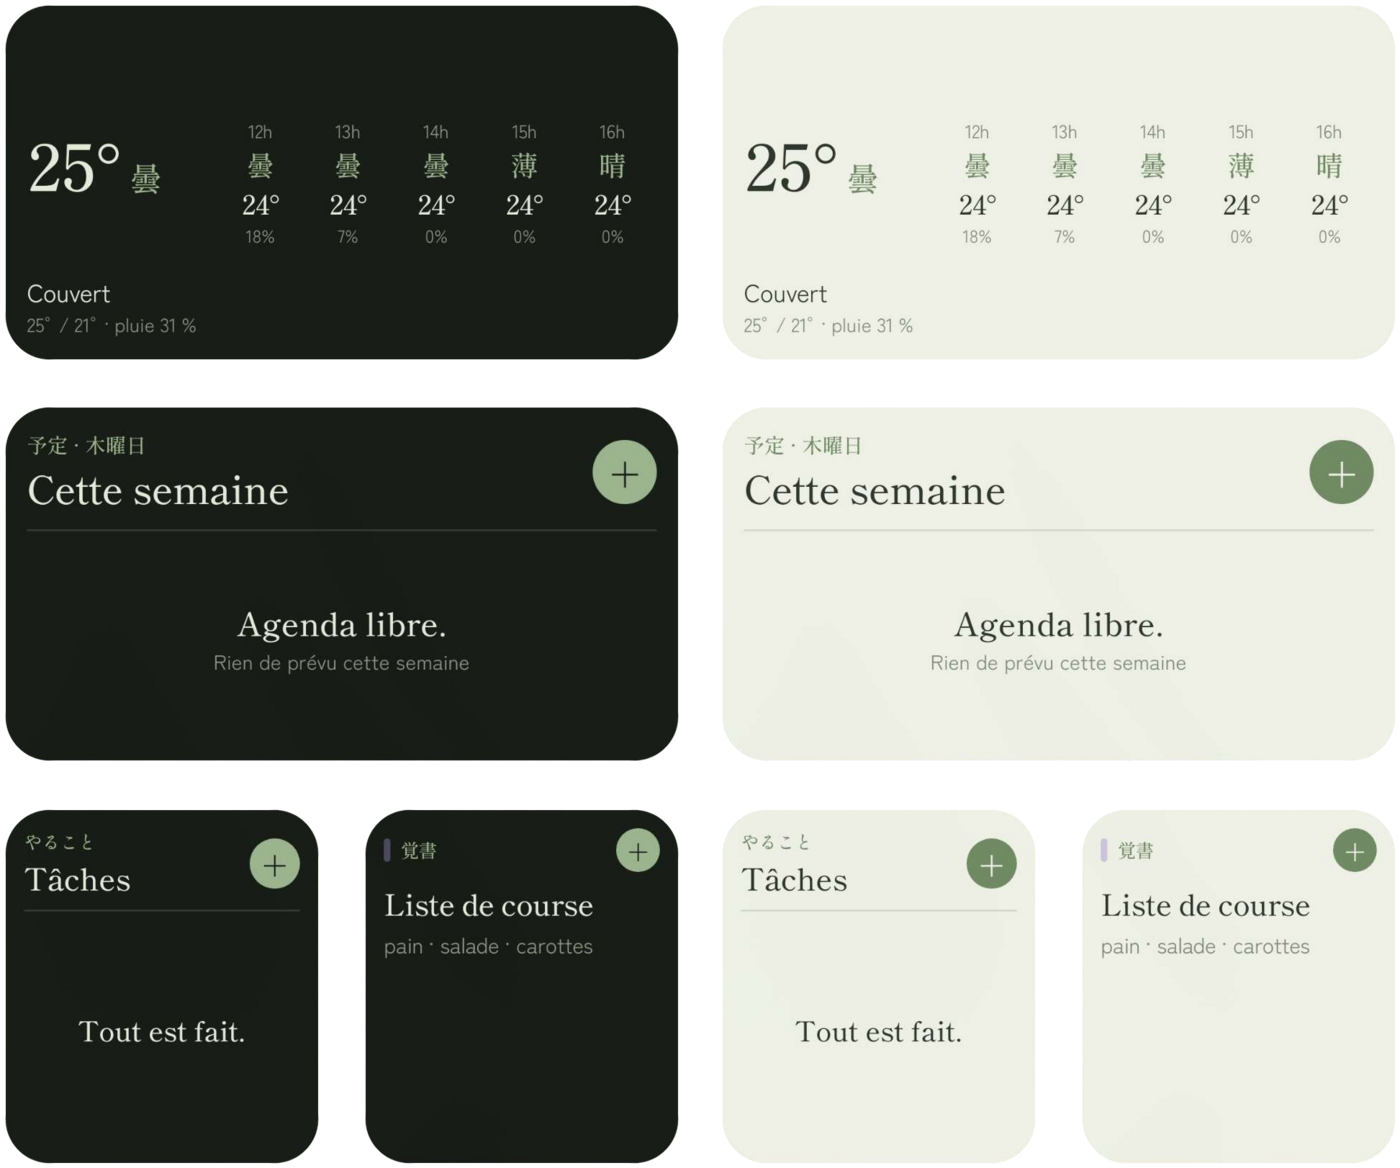 12h 13h 14h 15h 16h
25° 曇 曇 曇 曇 薄 晴
24° 24° 24° 24° 24°
18% 7% 0% 0% 0%
Couvert
25° / 21° · pluie 31 %
12h 13h 14h 15h 16h
25° 曇 曇 曇 曇 薄 晴
24° 24° 24° 24° 24°
18% 7% 0% 0% 0%
Couvert
25° / 21° · pluie 31 %
予定 · 木曜日
Cette semaine
+
Agenda libre.
Rien de prévu cette semaine
予定 · 木曜日
Cette semaine
+
Agenda libre.
Rien de prévu cette semaine
やること
Tâches
+
Tout est fait.
覚書
+
Liste de course
pain · salade · carottes
やること
Tâches
+
Tout est fait.
覚書
+
Liste de course
pain · salade · carottes